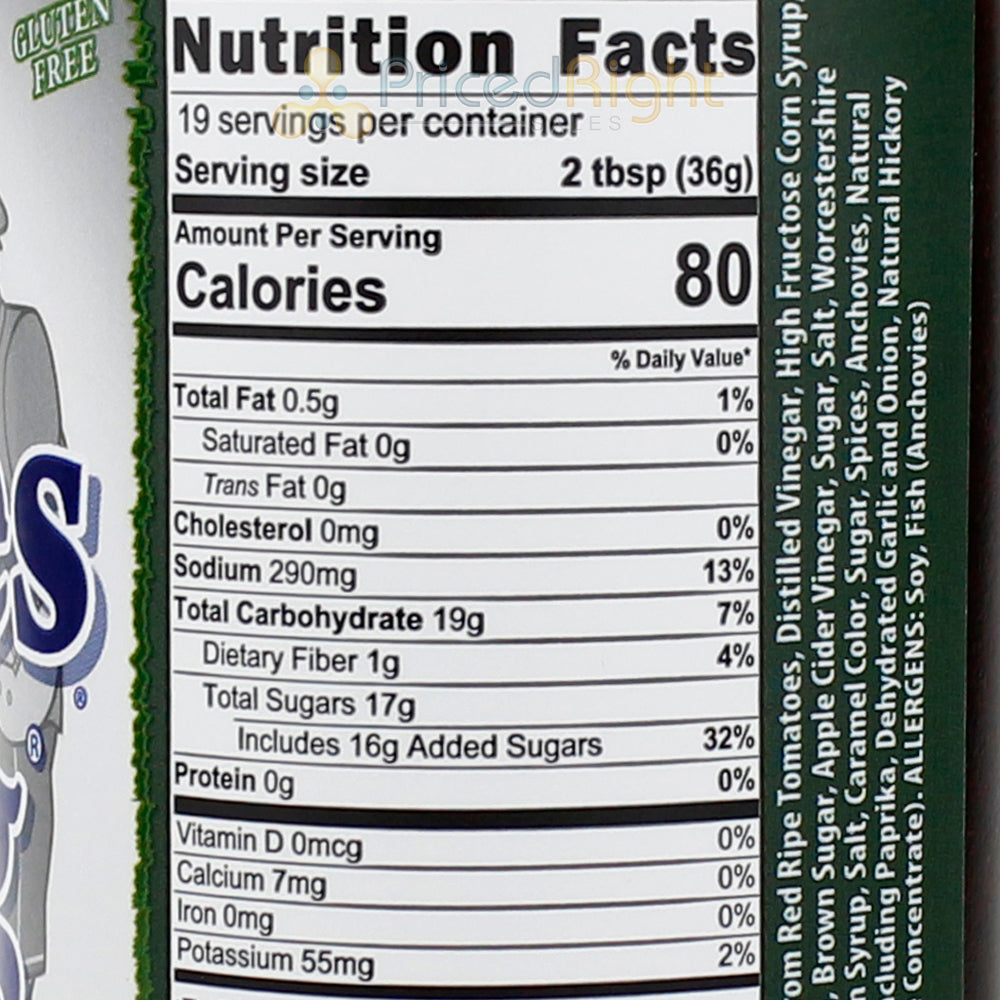 GLUTEN
FREE
Nutrition Facts
PricedRight
SALES
19 servings per container
Serving size 2 tbsp (36g)
Amount Per Serving
Calories 80
% Daily Value*
Total Fat 0.5g 1%
Saturated Fat 0g 0%
Trans Fat 0g
Cholesterol 0mg 0%
Sodium 290mg 13%
Total Carbohydrate 19g 7%
Dietary Fiber 1g 4%
Total Sugars 17g
Includes 16g Added Sugars 32%
Protein 0g 0%
Vitamin D 0mcg 0%
Calcium 7mg 0%
Iron 0mg 0%
Potassium 55mg 2%
om Red Ripe Tomatoes, Distilled Vinegar, High Fructose Corn Syrup,
, Brown Sugar, Apple Cider Vinegar, Sugar, Salt, Worcestershire
n Syrup, Salt, Caramel Color, Sugar, Spices, Anchovies, Natural
cluding Paprika, Dehydrated Garlic and Onion, Natural Hickory
Concentrate). ALLERGENS: Soy, Fish (Anchovies)
S
®
®